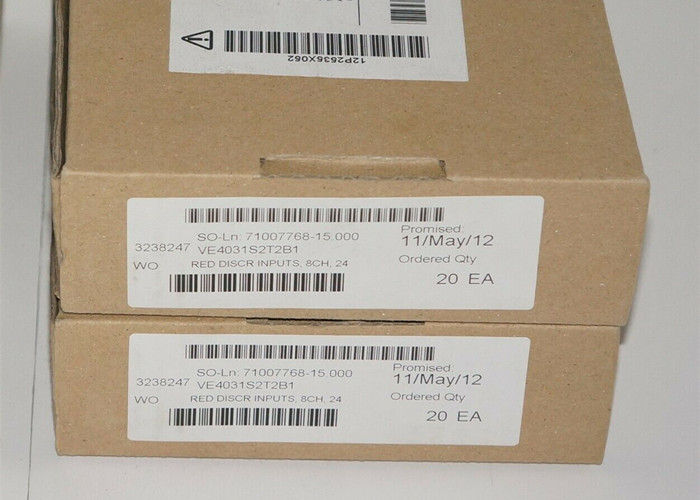 12P2535X052
SO-Ln: 71007768-15.000
3238247 VE4031S2T2B1
WO RED DISCR INPUTS, 8CH, 24
Promised:
11/May/12
Ordered Qty
20 EA
SO-Ln: 71007768-15.000
3238247 VE4031S2T2B1
WO RED DISCR INPUTS, 8CH, 24
Promised:
11/May/12
Ordered Qty
20 EA